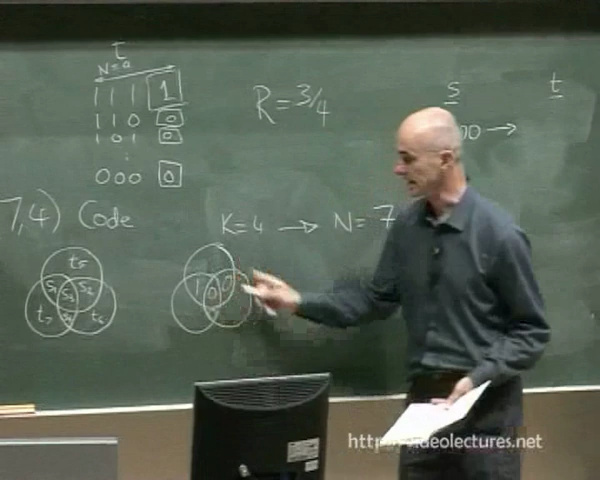 t
N=
1 1 1 1
1 1 0 0
1 0 1 0
0 0 0 0
R = 3/4
s t
00 →
7,4) Code
K=4 → N=7
t5
s1 s2
s3
t7 s4 t6
1 0
0
http://videolectures.net